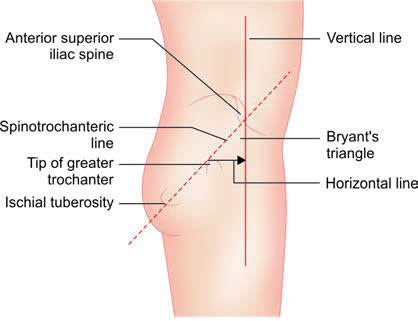 Anterior superior
iliac spine
Vertical line
Spinotrochanteric
line
Bryant's
triangle
Tip of greater
trochanter
Horizontal line
Ischial tuberosity